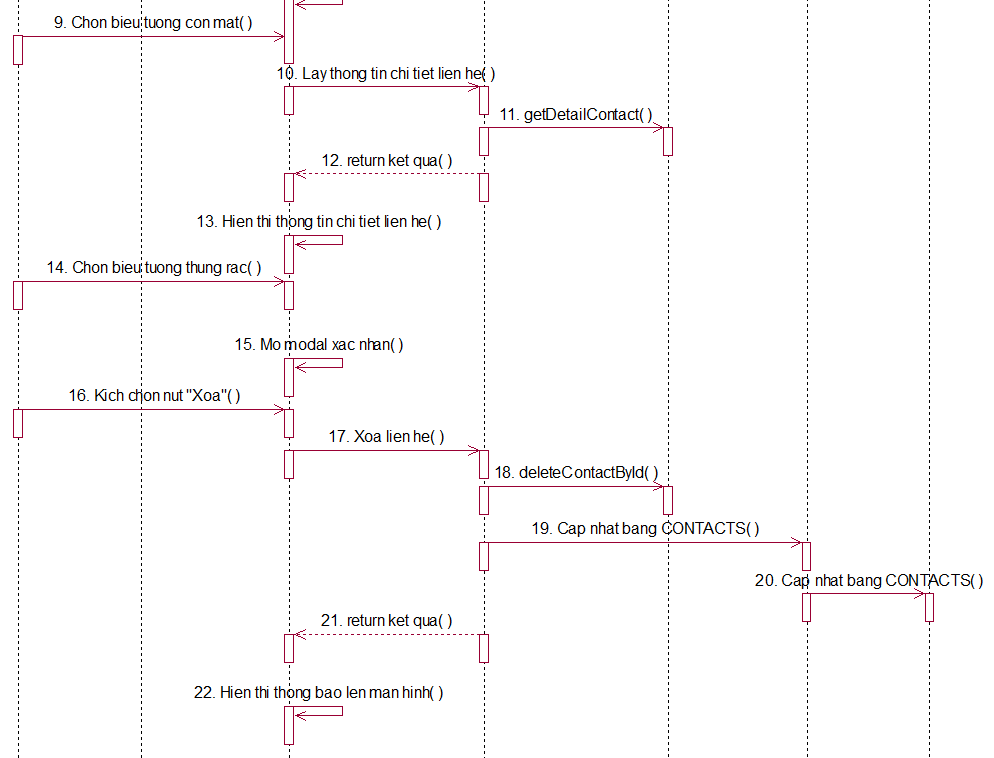 9. Chon bieu tuong con mat( )
10. Lay thong tin chi tiet lien he( )
11. getDetailContact( )
12. return ket qua( )
13. Hien thi thong tin chi tiet lien he( )
14. Chon bieu tuong thung rac( )
15. Mo modal xac nhan( )
16. Kich chon nut "Xoa"( )
17. Xoa lien he( )
18. deleteContactById( )
19. Cap nhat bang CONTACTS( )
20. Cap nhat bang CONTACTS( )
21. return ket qua( )
22. Hien thi thong bao len man hinh( )